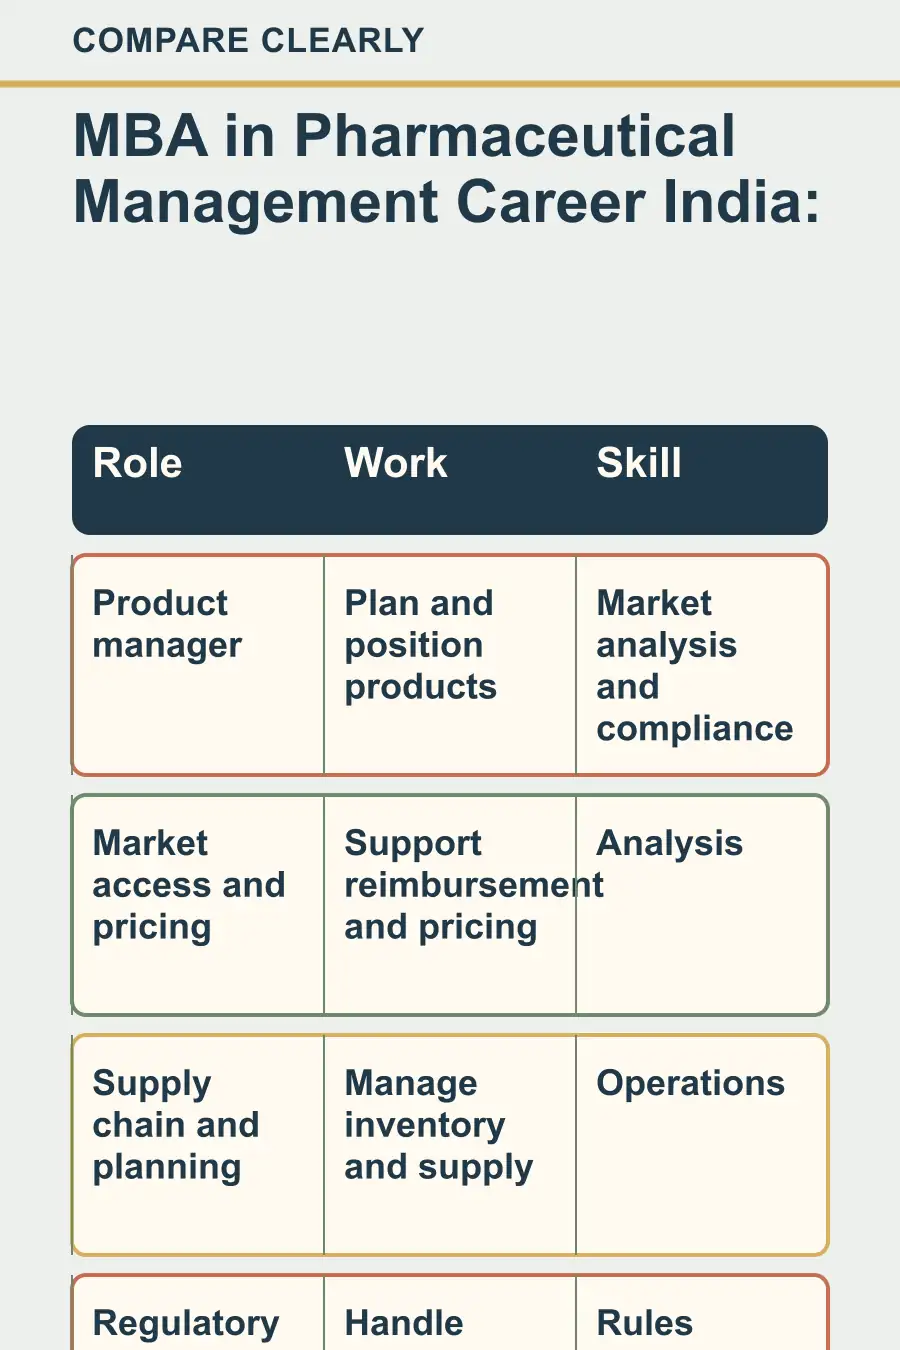 COMPARE CLEARLY
MBA in Pharmaceutical
Management Career India:
Role Work Skill
Product
manager
Plan and
position
products
Market
analysis
and
compliance
Market
access and
pricing
Support
reimbursement
and pricing
Analysis
Supply
chain and
planning
Manage
inventory
and supply
Operations
Regulatory
Handle
Rules